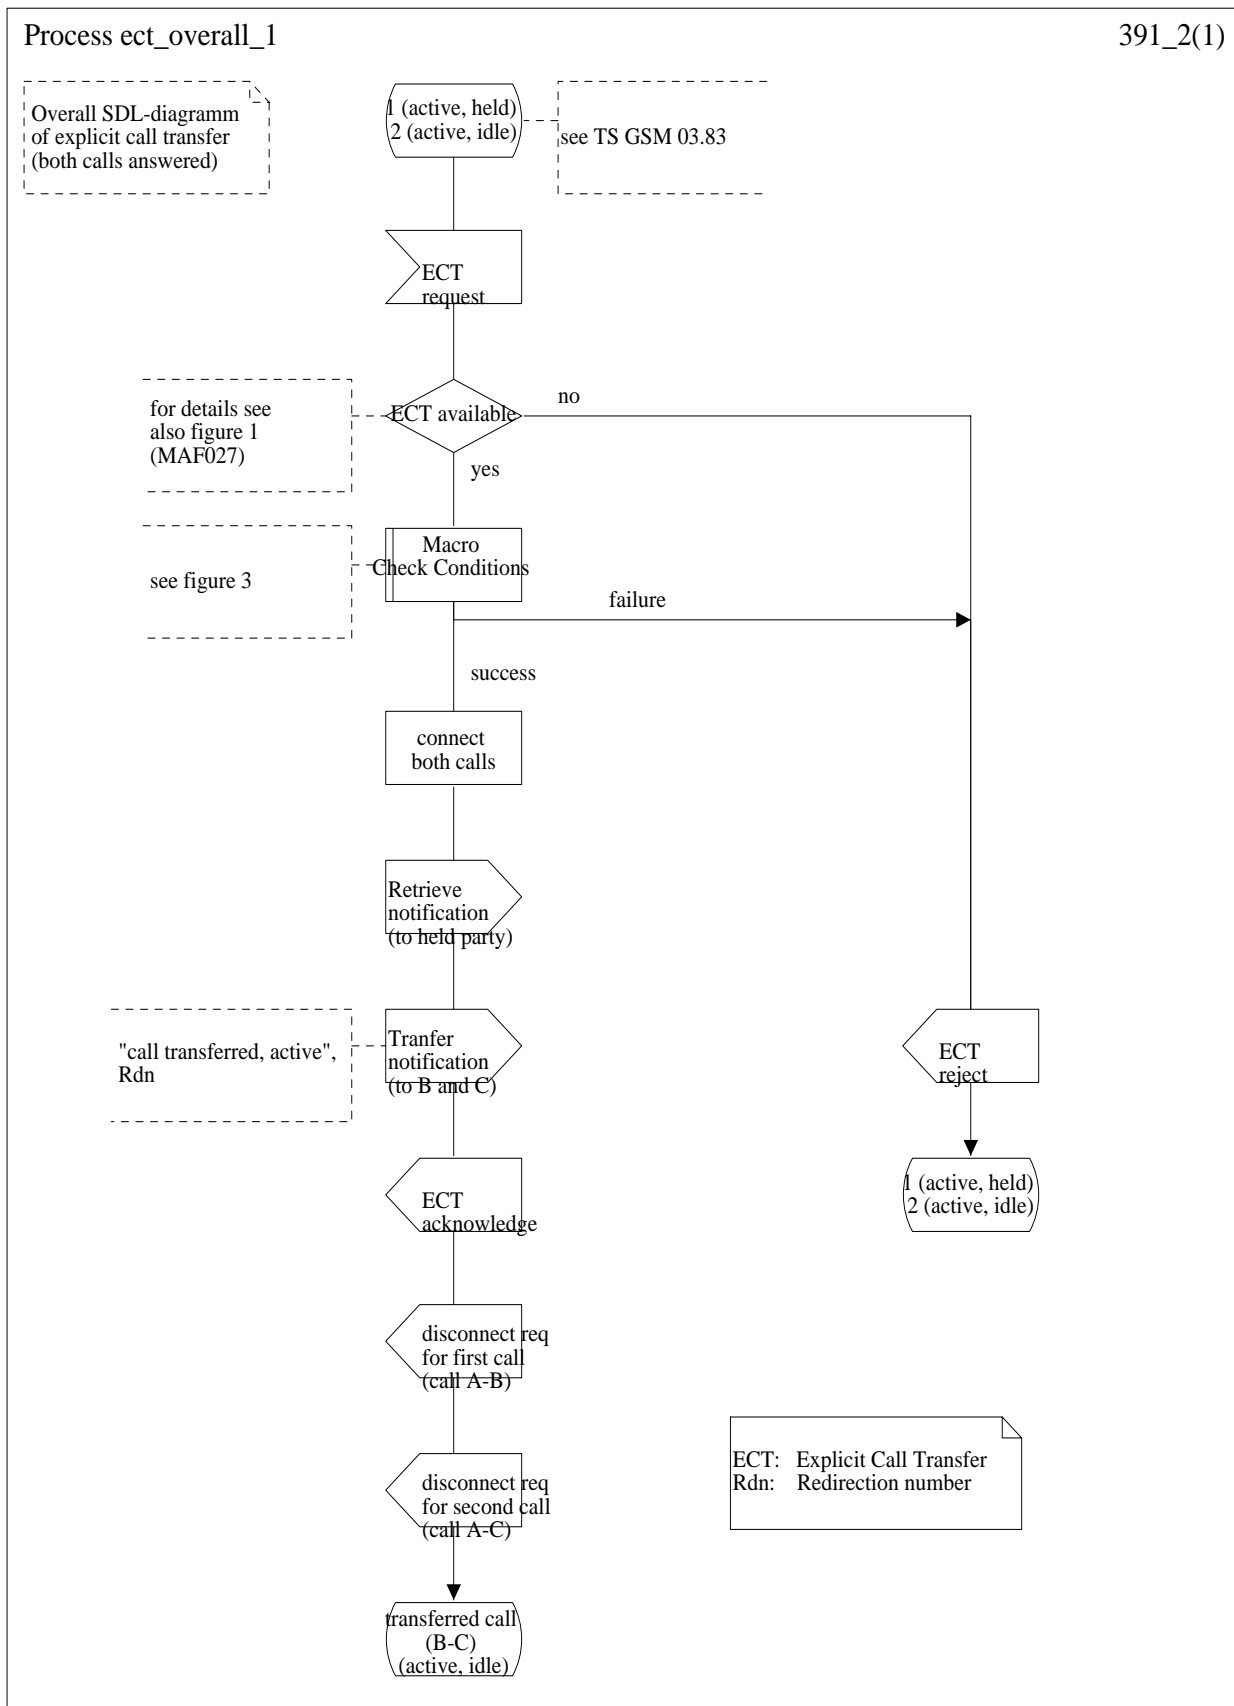 Process ect_overall_1
391_2(1)
Overall SDL-diagramm
of explicit call transfer
(both calls answered)
1 (active, held)
2 (active, idle)
see TS GSM 03.83
ECT
request
for details see
also figure 1
(MAF027)
ECT available
no
yes
see figure 3
Macro
Check Conditions
failure
success
connect
both calls
Retrieve
notification
(to held party)
"call transferred, active",
Rdn
Tranfer
notification
(to B and C)
ECT
reject
ECT
acknowledge
1 (active, held)
2 (active, idle)
disconnect req
for first call
(call A-B)
disconnect req
for second call
(call A-C)
ECT: Explicit Call Transfer
Rdn: Redirection number
transferred call
(B-C)
(active, idle)